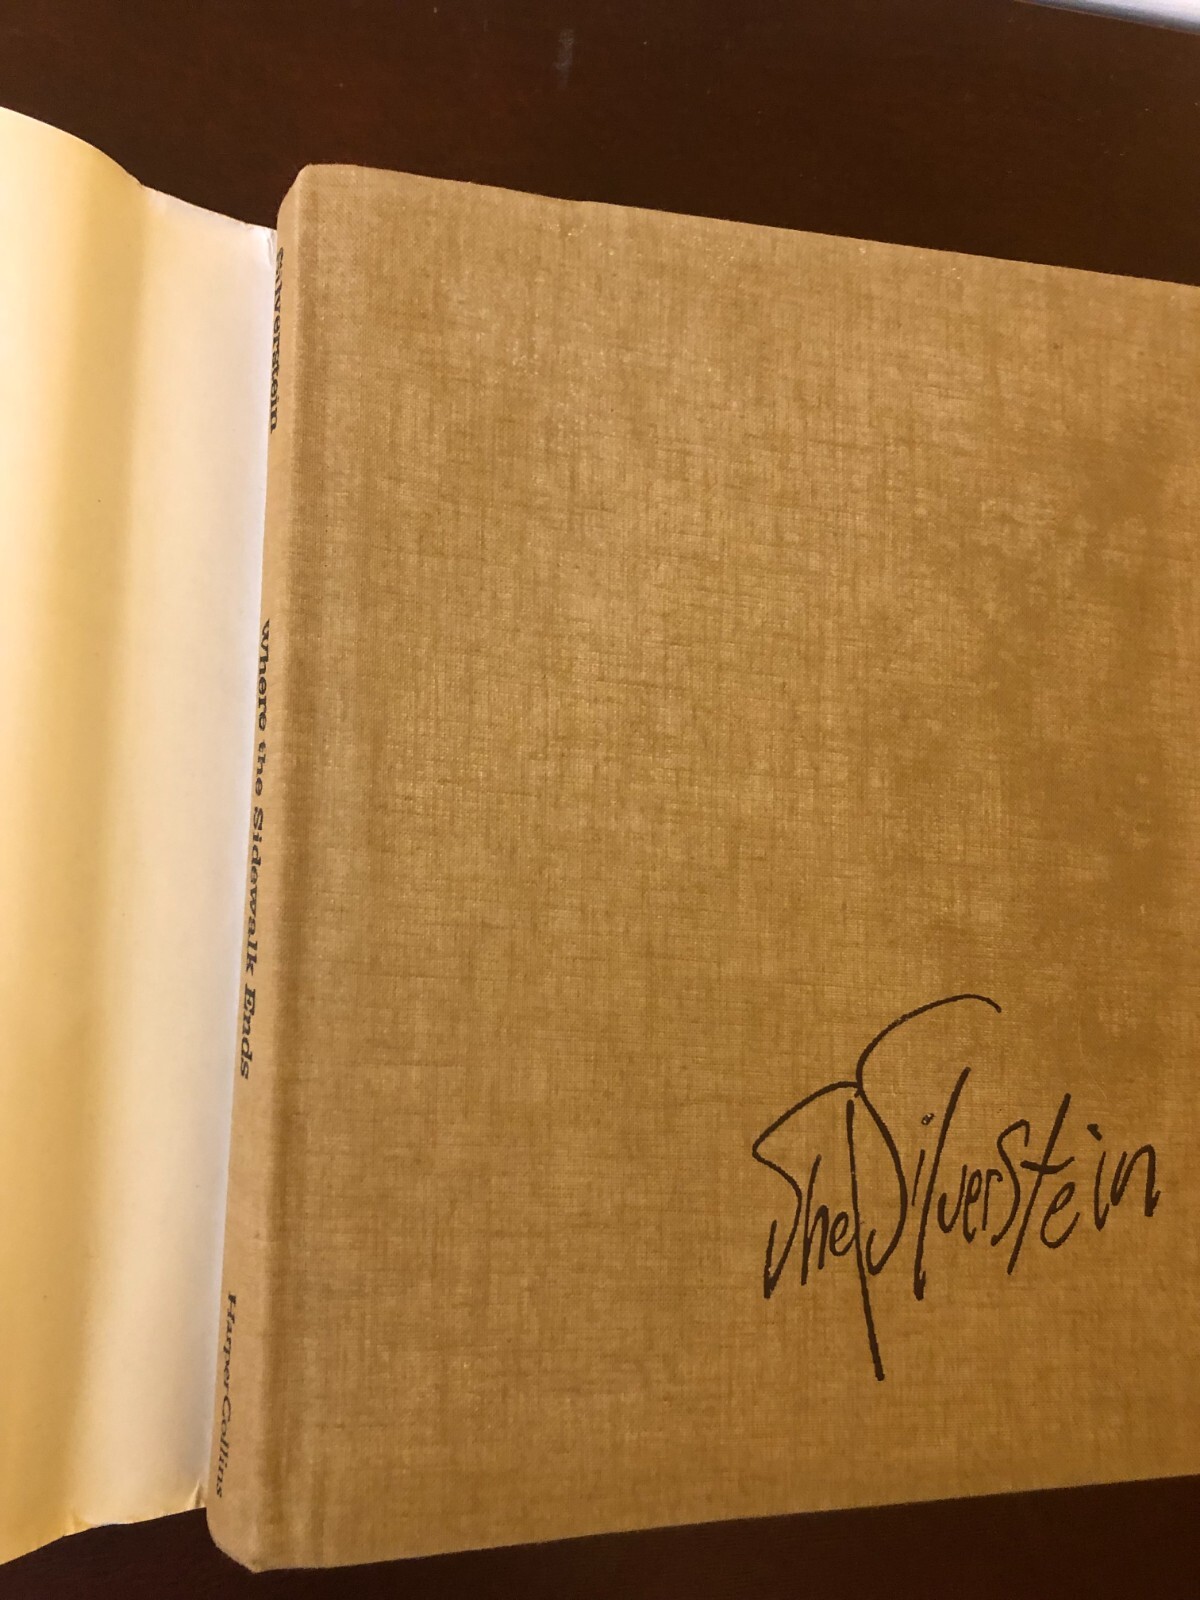 Silverstein
Where the Sidewalk Ends
HarperCollins
Shel Silverstein